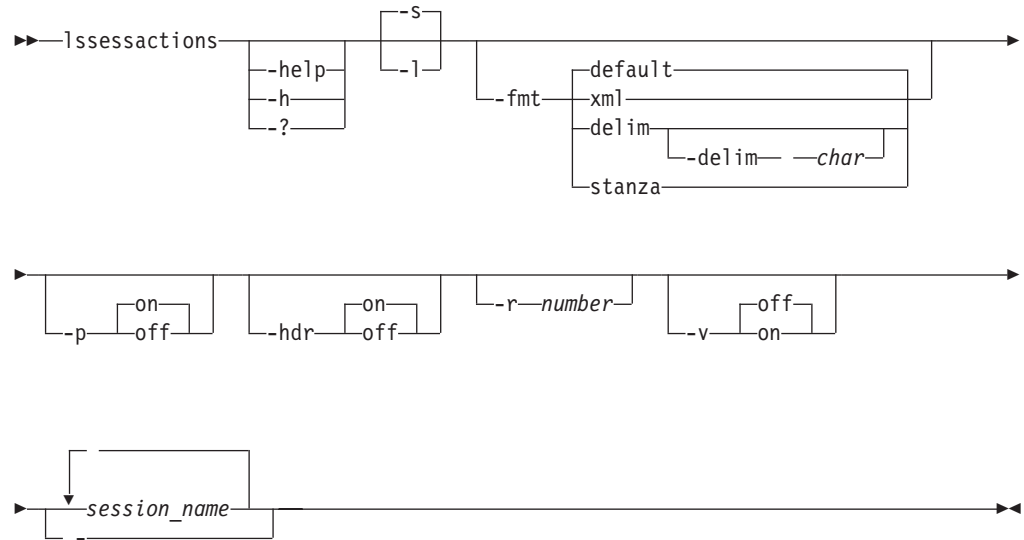 lssessactions
-help
-h
-?
-s
-l
-fmt
default
xml
delim
-delim char
stanza
-p
on
off
-hdr
on
off
-r number
-v
off
on
session_name
-